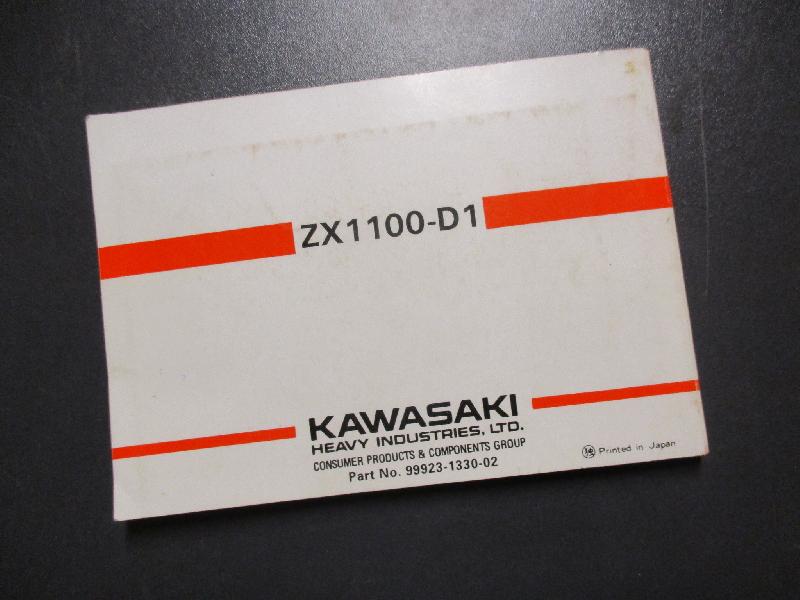 ZX1100-D1
KAWASAKI
HEAVY INDUSTRIES, LTD.
CONSUMER PRODUCTS & COMPONENTS GROUP
Part No. 99923-1330-02
Printed in Japan